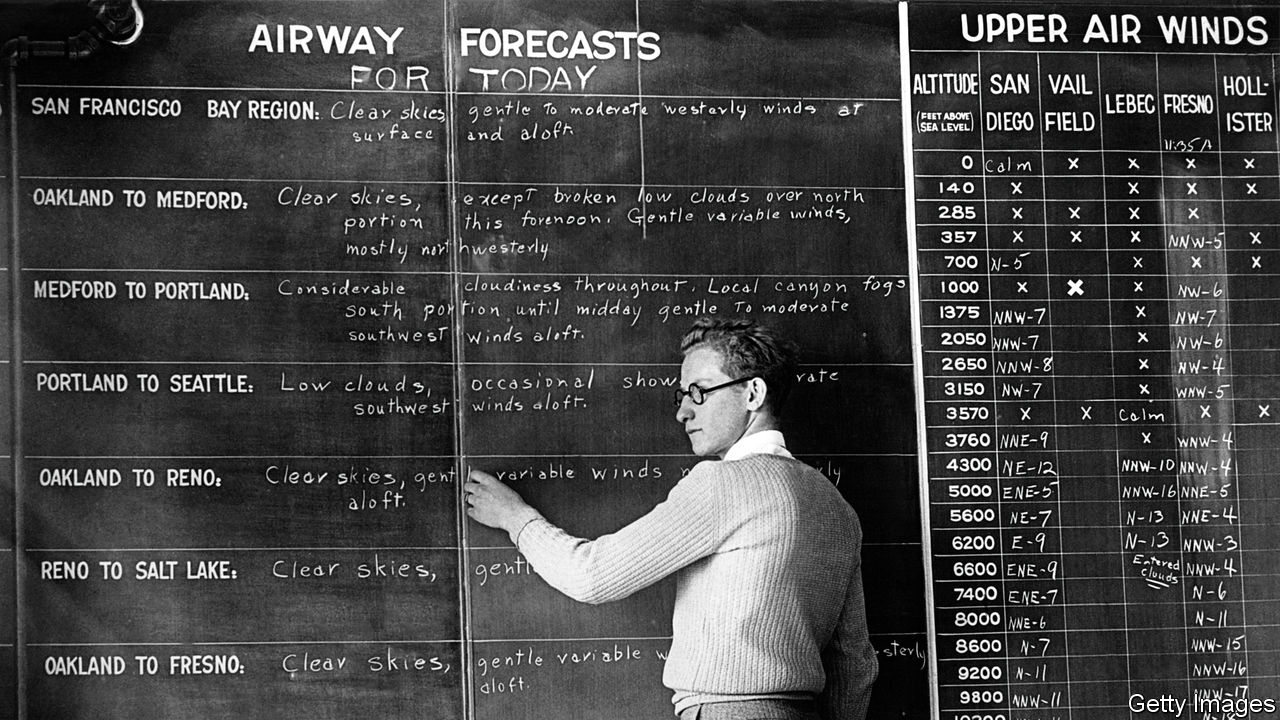 AIRWAY FORECASTS
FOR TODAY
SAN FRANCISCO BAY REGION: Clear skies, gentle to moderate westerly winds at
surface and aloft.
OAKLAND TO MEDFORD: Clear skies, except broken low clouds over north
portion this forenoon. Gentle variable winds,
mostly northwesterly
MEDFORD TO PORTLAND: Considerable cloudiness throughout. Local canyon fogs
south portion until midday gentle to moderate
southwest winds aloft.
PORTLAND TO SEATTLE: Low clouds, occasional show rate
southwest winds aloft.
OAKLAND TO RENO: Clear skies, gent variable winds
aloft.
RENO TO SALT LAKE: Clear skies, gentl
OAKLAND TO FRESNO: Clear skies, gentle variable w sterly
aloft.
UPPER AIR WINDS
ALTITUDE (FEET ABOVE SEA LEVEL) SAN DIEGO VAIL FIELD LEBEC FRESNO HOLL-ISTER
11:35 A
0 Calm x x x x
140 x x x x
285 x x x x
357 x x x NNW-5 x
700 N-5 x x x
1000 x x x NW-6
1375 NNW-7 x NW-7
2050 NNW-7 x NW-6
2650 NNW-8 x NW-4
3150 NW-7 x WNW-5
3570 x x Calm x x
3760 NNE-9 x WNW-4
4300 NE-12 NNW-10 NNW-4
5000 ENE-5 NNW-16 NNE-5
5600 NE-7 N-13 NNE-4
6200 E-9 N-13 NNW-3
6600 ENE-9 Entered clouds NNW-4
7400 ENE-7 N-6
8000 NNE-6 N-11
8600 N-7 NNW-15
9200 N-11 NNW-16
9800 NNW-11 NNW-17
Getty Images